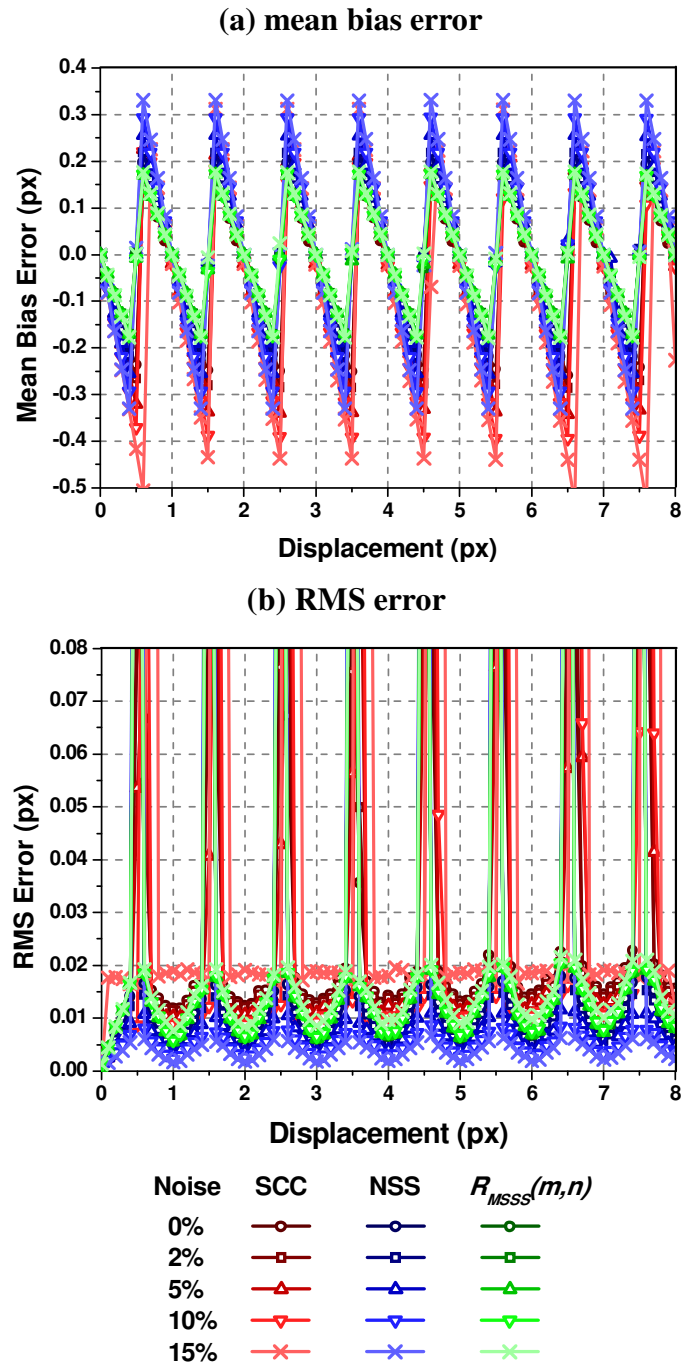 (a) mean bias error
0.4
0.3
0.2
0.1
0.0
-0.1
-0.2
-0.3
-0.4
-0.5
Mean Bias Error (px)
0 1 2 3 4 5 6 7 8
Displacement (px)
(b) RMS error
0.08
0.07
0.06
0.05
0.04
0.03
0.02
0.01
0.00
RMS Error (px)
0 1 2 3 4 5 6 7 8
Displacement (px)
Noise SCC NSS R_MSSS(m,n)
0%
2%
5%
10%
15%